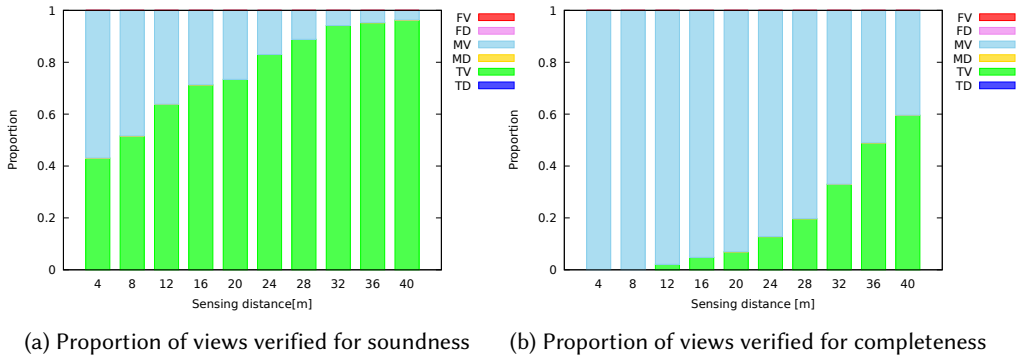 1
0.8
0.6
0.4
0.2
0
Proportion
4 8 12 16 20 24 28 32 36 40
Sensing distance[m]
FV
FD
MV
MD
TV
TD
(a) Proportion of views verified for soundness
1
0.8
0.6
0.4
0.2
0
Proportion
4 8 12 16 20 24 28 32 36 40
Sensing distance [m]
FV
FD
MV
MD
TV
TD
(b) Proportion of views verified for completeness